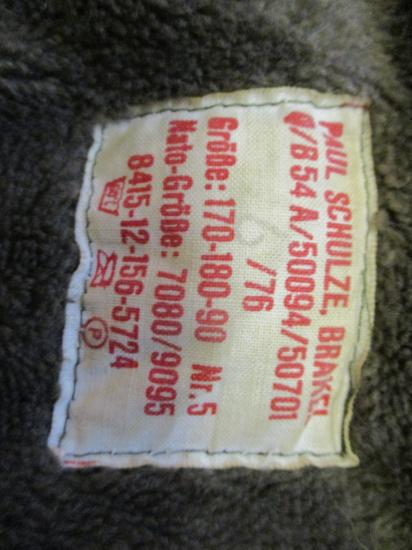 PAUL SCHULZE, BRAKEL
/B 54 A/50094/50701
/76
Größe: 170-180-90 Nr.5
Nato-Größe: 7080/9095
8415-12-156-5724
P